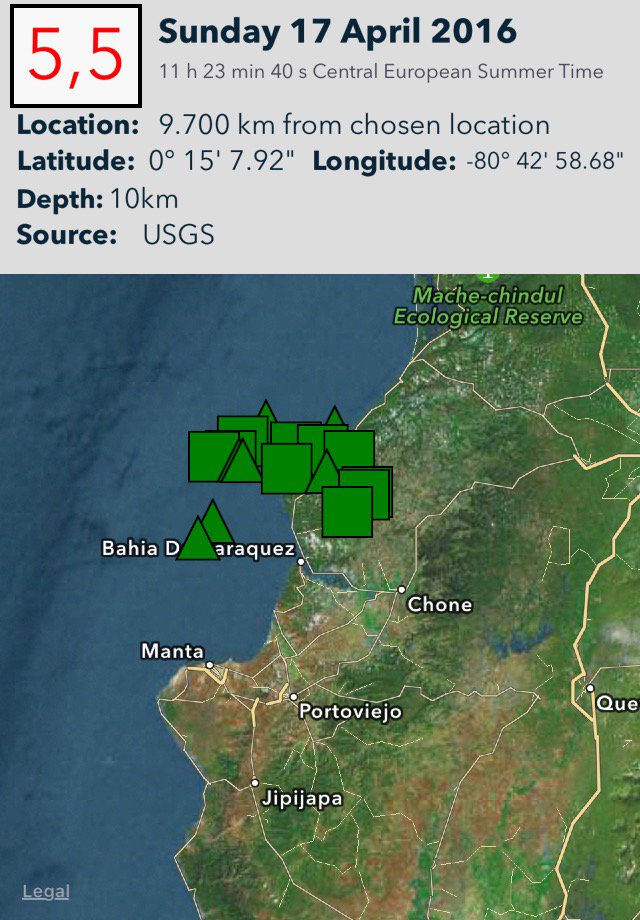 5,5
Sunday 17 April 2016
11 h 23 min 40 s Central European Summer Time
Location: 9.700 km from chosen location
Latitude: 0° 15' 7.92" Longitude: -80° 42' 58.68"
Depth: 10km
Source: USGS
Mache-chindul
Ecological Reserve
Bahia D araquez
Chone
Manta
Portoviejo
Que
Jipijapa
Legal